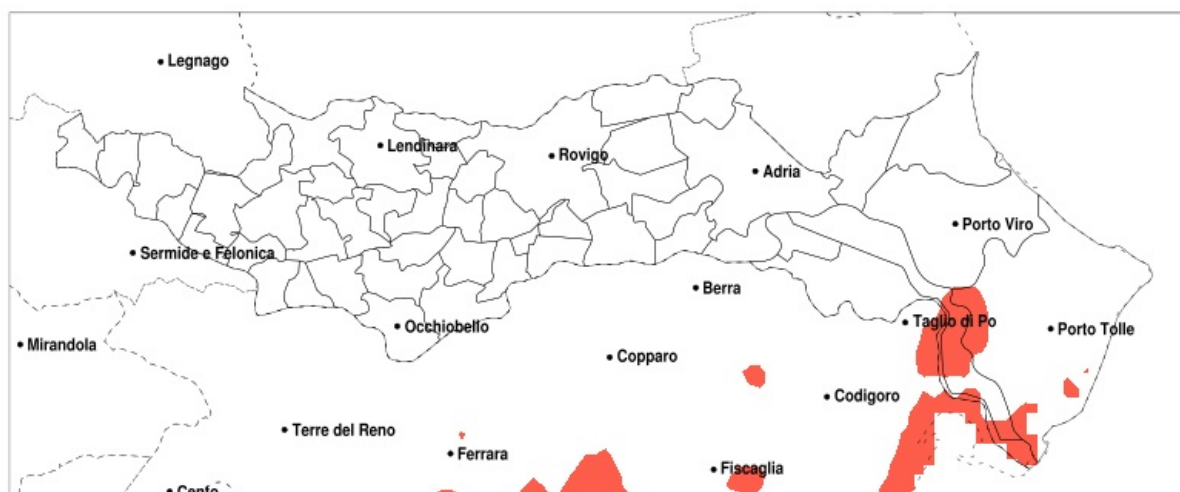 Legnago
Lendinara
Rovigo
Adria
Porto Viro
Sermide e Felonica
Berra
Taglio di Po
Occhiobello
Porto Tolle
Mirandola
Copparo
Codigoro
Terre del Reno
Ferrara
Fiscaglia
Cento